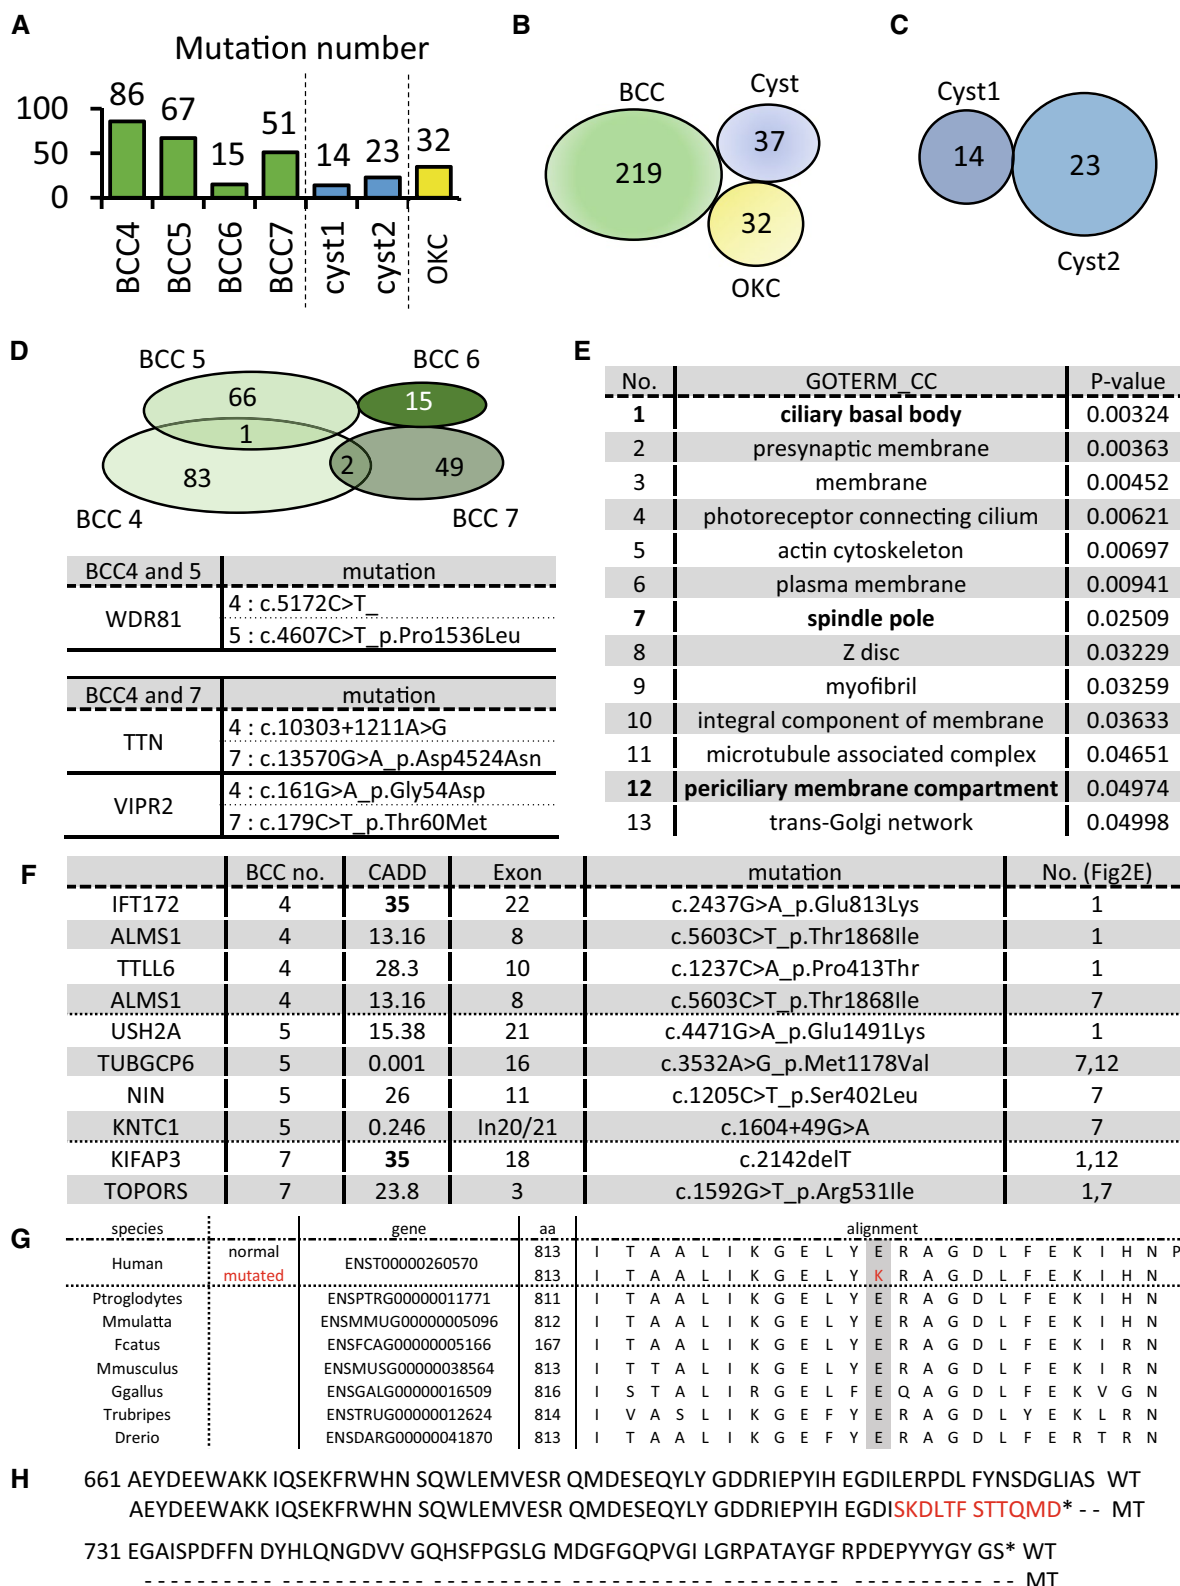 A
Mutation number
100
50
0
86
67
15
51
14
23
32
BCC4
BCC5
BCC6
BCC7
cyst1
cyst2
OKC
B
BCC
Cyst
219
37
32
OKC
C
Cyst1
14
23
Cyst2
D
BCC 5
BCC 6
66
15
1
83
2
49
BCC 4
BCC 7
BCC4 and 5 mutation
WDR81
4 : c.5172C>T_
5 : c.4607C>T_p.Pro1536Leu
BCC4 and 7 mutation
TTN
4 : c.10303+1211A>G
7 : c.13570G>A_p.Asp4524Asn
VIPR2
4 : c.161G>A_p.Gly54Asp
7 : c.179C>T_p.Thr60Met
E
No. GOTERM_CC P-value
1 ciliary basal body 0.00324
2 presynaptic membrane 0.00363
3 membrane 0.00452
4 photoreceptor connecting cilium 0.00621
5 actin cytoskeleton 0.00697
6 plasma membrane 0.00941
7 spindle pole 0.02509
8 Z disc 0.03229
9 myofibril 0.03259
10 integral component of membrane 0.03633
11 microtubule associated complex 0.04651
12 periciliary membrane compartment 0.04974
13 trans-Golgi network 0.04998
F
BCC no. CADD Exon mutation No. (Fig2E)
IFT172 4 35 22 c.2437G>A_p.Glu813Lys 1
ALMS1 4 13.16 8 c.5603C>T_p.Thr1868Ile 1
TTLL6 4 28.3 10 c.1237C>A_p.Pro413Thr 1
ALMS1 4 13.16 8 c.5603C>T_p.Thr1868Ile 7
USH2A 5 15.38 21 c.4471G>A_p.Glu1491Lys 1
TUBGCP6 5 0.001 16 c.3532A>G_p.Met1178Val 7,12
NIN 5 26 11 c.1205C>T_p.Ser402Leu 7
KNTC1 5 0.246 In20/21 c.1604+49G>A 7
KIFAP3 7 35 18 c.2142delT 1,12
TOPORS 7 23.8 3 c.1592G>T_p.Arg531Ile 1,7
G
species gene aa alignment
Human normal ENST00000260570 813 I T A A L I K G E L Y E R A G D L F E K I H N P
mutated 813 I T A A L I K G E L Y K R A G D L F E K I H N
Ptroglodytes ENSPTRG00000011771 811 I T A A L I K G E L Y E R A G D L F E K I H N
Mmulatta ENSMMUG00000005096 812 I T A A L I K G E L Y E R A G D L F E K I H N
Fcatus ENSFCAG00000005166 167 I T A A L I K G E L Y E R A G D L F E K I R N
Mmusculus ENSMUSG00000038564 813 I T T A L I K G E L Y E R A G D L F E K I R N
Ggallus ENSGALG00000016509 816 I S T A L I R G E L F E Q A G D L F E K V G N
Trubripes ENSTRUG00000012624 814 I V A S L I K G E F Y E R A G D L Y E K L R N
Drerio ENSDARG00000041870 813 I T A A L I K G E F Y E R A G D L F E R T R N
H
661 AEYDEEWAKK IQSEKFRWHN SQWLEMVESR QMDESEQYLY GDDRIEPYIH EGDILERPDL FYNSDGLIAS WT
AEYDEEWAKK IQSEKFRWHN SQWLEMVESR QMDESEQYLY GDDRIEPYIH EGDISKDLTF STTQMD* - - MT
731 EGAISPDFFN DYHLQNGDVV GQHSFPGSLG MDGFGQPVGI LGRPATAYGF RPDEPYYYGY GS* WT
- - - - - - - - - - - - - - - - - - - - - - - - - - - - - - - - - - - - - - - - - - - - - - - - - - - - - - - - - - - - - - MT